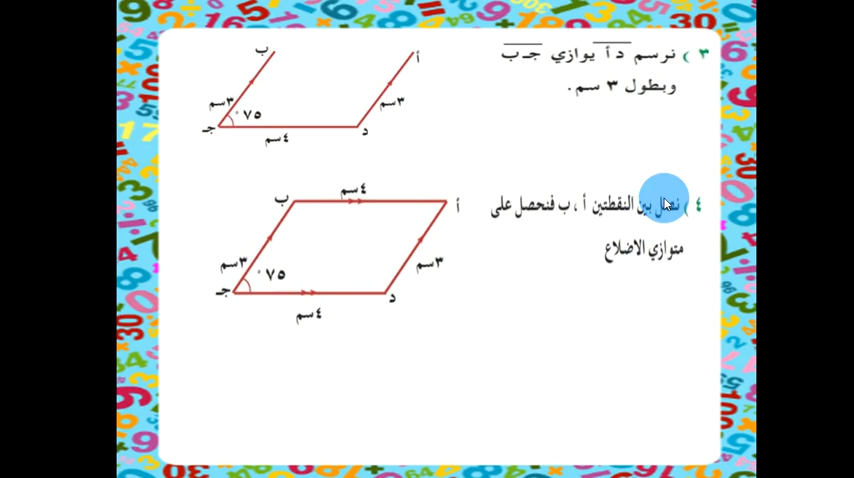 ٣ ) نرسم د أ يوازي جـ ب
وبطول ٣ سم .
ب
أ
٣سم
٧٥°
٣سم
جـ
د
٤سم
٤ ) نصل بين النقطتين أ ، ب فنحصل على
متوازي الاضلاع
٤سم
ب
أ
٣سم
٧٥°
٣سم
جـ
د
٤سم